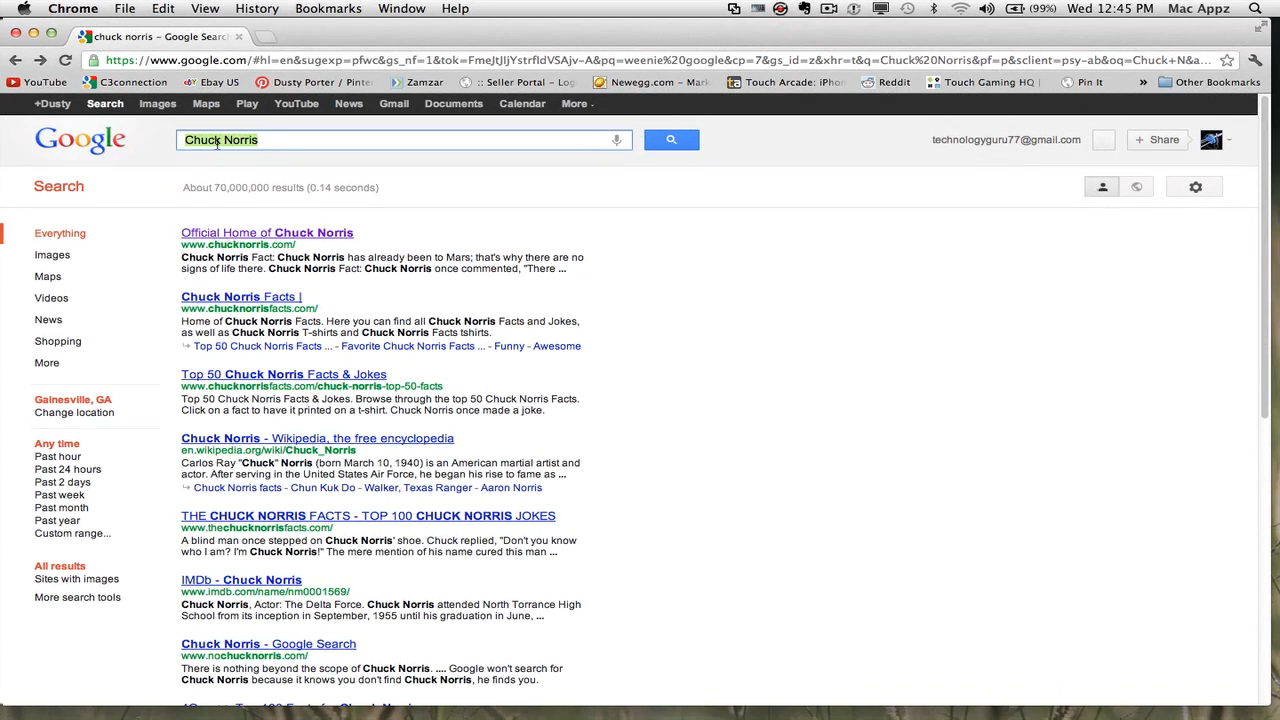 Chrome File Edit View History Bookmarks Window Help (99%) Wed 12:45 PM Mac Appz
chuck norris – Google Search
https://www.google.com/#hl=en&sugexp=pfwc&gs_nf=1&tok=FmeJtJljYstrfldVSAjv-A&pq=weenie google&cp=7&gs_id=z&xhr=t&q=Chuck%20Norris&pf=p&sclient=psy-ab&oq=Chuck+N&a...
YouTube C3connection Ebay US Dusty Porter / Pinter Zamzar :: Seller Portal - Log Newegg.com - Touch Arcade: iPhon Reddit Touch Gaming HQ | Pin It » Other Bookmarks
+Dusty Search Images Maps Play YouTube News Gmail Documents Calendar More
Google Chuck Norris technologyguru77@gmail.com + Share
Search About 70,000,000 results (0.14 seconds)
Everything
Images
Maps
Videos
News
Shopping
More
Gainesville, GA
Change location
Any time
Past hour
Past 24 hours
Past 2 days
Past week
Past month
Past year
Custom range...
All results
Sites with images
More search tools
Official Home of Chuck Norris
www.chucknorris.com/
Chuck Norris Fact: Chuck Norris has already been to Mars; that's why there are no
signs of life there. Chuck Norris Fact: Chuck Norris once commented, "There ...
Chuck Norris Facts |
www.chucknorrisfacts.com/
Home of Chuck Norris Facts. Here you can find all Chuck Norris Facts and Jokes,
as well as Chuck Norris T-shirts and Chuck Norris Facts tshirts.
Top 50 Chuck Norris Facts ... - Favorite Chuck Norris Facts ... - Funny - Awesome
Top 50 Chuck Norris Facts & Jokes
www.chucknorrisfacts.com/chuck-norris-top-50-facts
Top 50 Chuck Norris Facts & Jokes. Browse through the top 50 Chuck Norris Facts.
Click on a fact to have it printed on a t-shirt. Chuck Norris once made a joke.
Chuck Norris - Wikipedia, the free encyclopedia
en.wikipedia.org/wiki/Chuck_Norris
Carlos Ray "Chuck" Norris (born March 10, 1940) is an American martial artist and
actor. After serving in the United States Air Force, he began his rise to fame as ...
Chuck Norris facts - Chun Kuk Do - Walker, Texas Ranger - Aaron Norris
THE CHUCK NORRIS FACTS - TOP 100 CHUCK NORRIS JOKES
www.thechucknorrisfacts.com/
A blind man once stepped on Chuck Norris' shoe. Chuck replied, "Don't you know
who I am? I'm Chuck Norris!" The mere mention of his name cured this man ...
IMDb - Chuck Norris
www.imdb.com/name/nm0001569/
Chuck Norris, Actor: The Delta Force. Chuck Norris attended North Torrance High
School from its inception in September, 1955 until his graduation in June, ...
Chuck Norris - Google Search
www.nochucknorris.com/
There is nothing beyond the scope of Chuck Norris. .... Google won't search for
Chuck Norris because it knows you don't find Chuck Norris, he finds you.